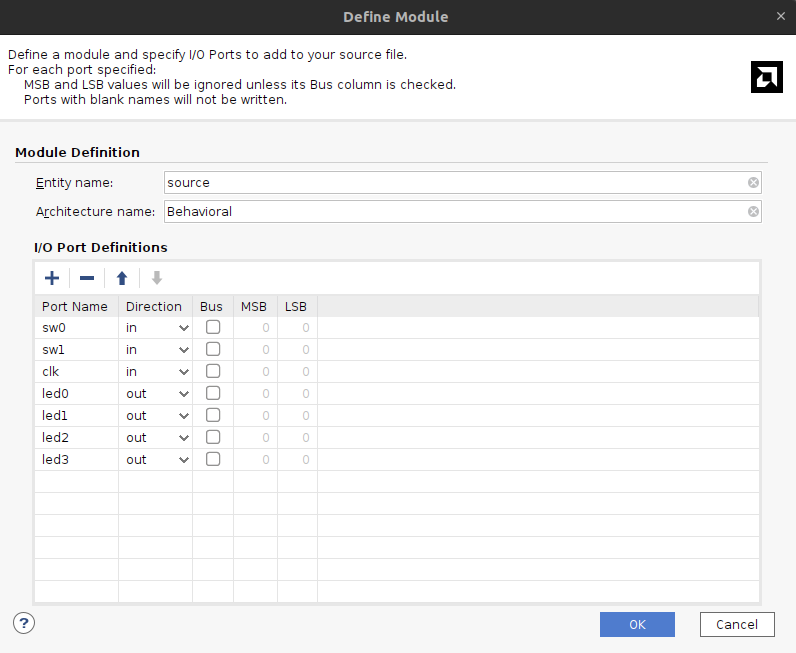 Define Module
Define a module and specify I/O Ports to add to your source file.
For each port specified:
MSB and LSB values will be ignored unless its Bus column is checked.
Ports with blank names will not be written.
Module Definition
Entity name: source
Architecture name: Behavioral
I/O Port Definitions
Port Name Direction Bus MSB LSB
sw0 in 0 0
sw1 in 0 0
clk in 0 0
led0 out 0 0
led1 out 0 0
led2 out 0 0
led3 out 0 0
? OK Cancel